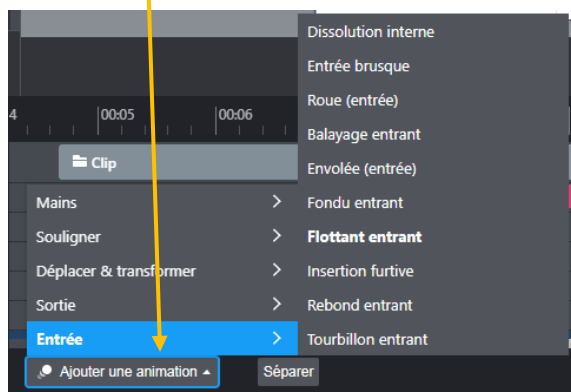 Dissolution interne
Entrée brusque
Roue (entrée)
4 00:05 00:06
Balayage entrant
Clip
Envolée (entrée)
Mains
Fondu entrant
Souligner
Flottant entrant
Déplacer & transformer
Insertion furtive
Sortie
Rebond entrant
Entrée
Tourbillon entrant
Ajouter une animation
Séparer